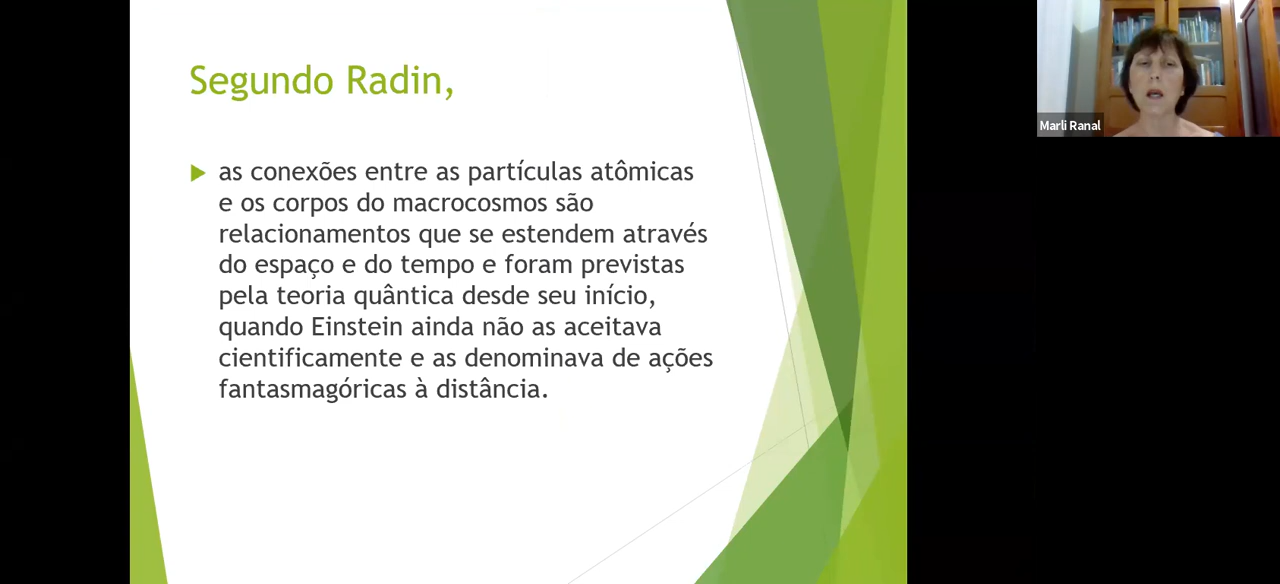 Segundo Radin,
as conexões entre as partículas atômicas
e os corpos do macrocosmos são
relacionamentos que se estendem através
do espaço e do tempo e foram previstas
pela teoria quântica desde seu início,
quando Einstein ainda não as aceitava
cientificamente e as denominava de ações
fantasmagóricas à distância.
Marli Ranal